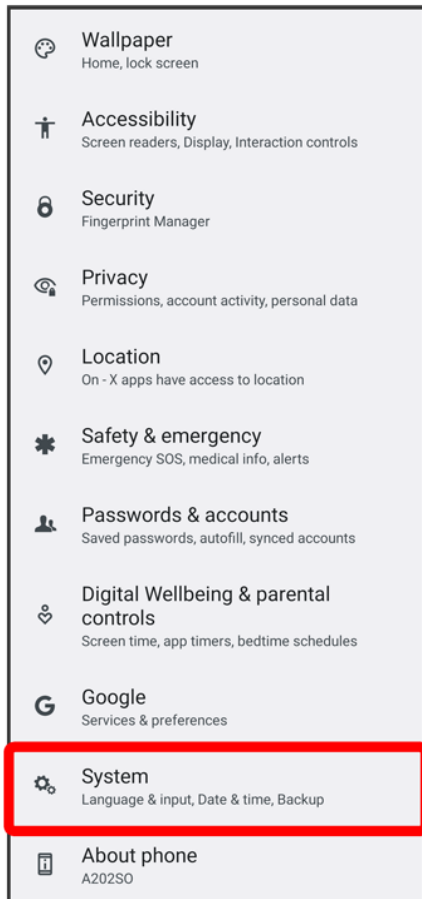 Wallpaper
Home, lock screen
Accessibility
Screen readers, Display, Interaction controls
Security
Fingerprint Manager
Privacy
Permissions, account activity, personal data
Location
On - X apps have access to location
Safety & emergency
Emergency SOS, medical info, alerts
Passwords & accounts
Saved passwords, autofill, synced accounts
Digital Wellbeing & parental
controls
Screen time, app timers, bedtime schedules
Google
Services & preferences
System
Language & input, Date & time, Backup
About phone
A202SO